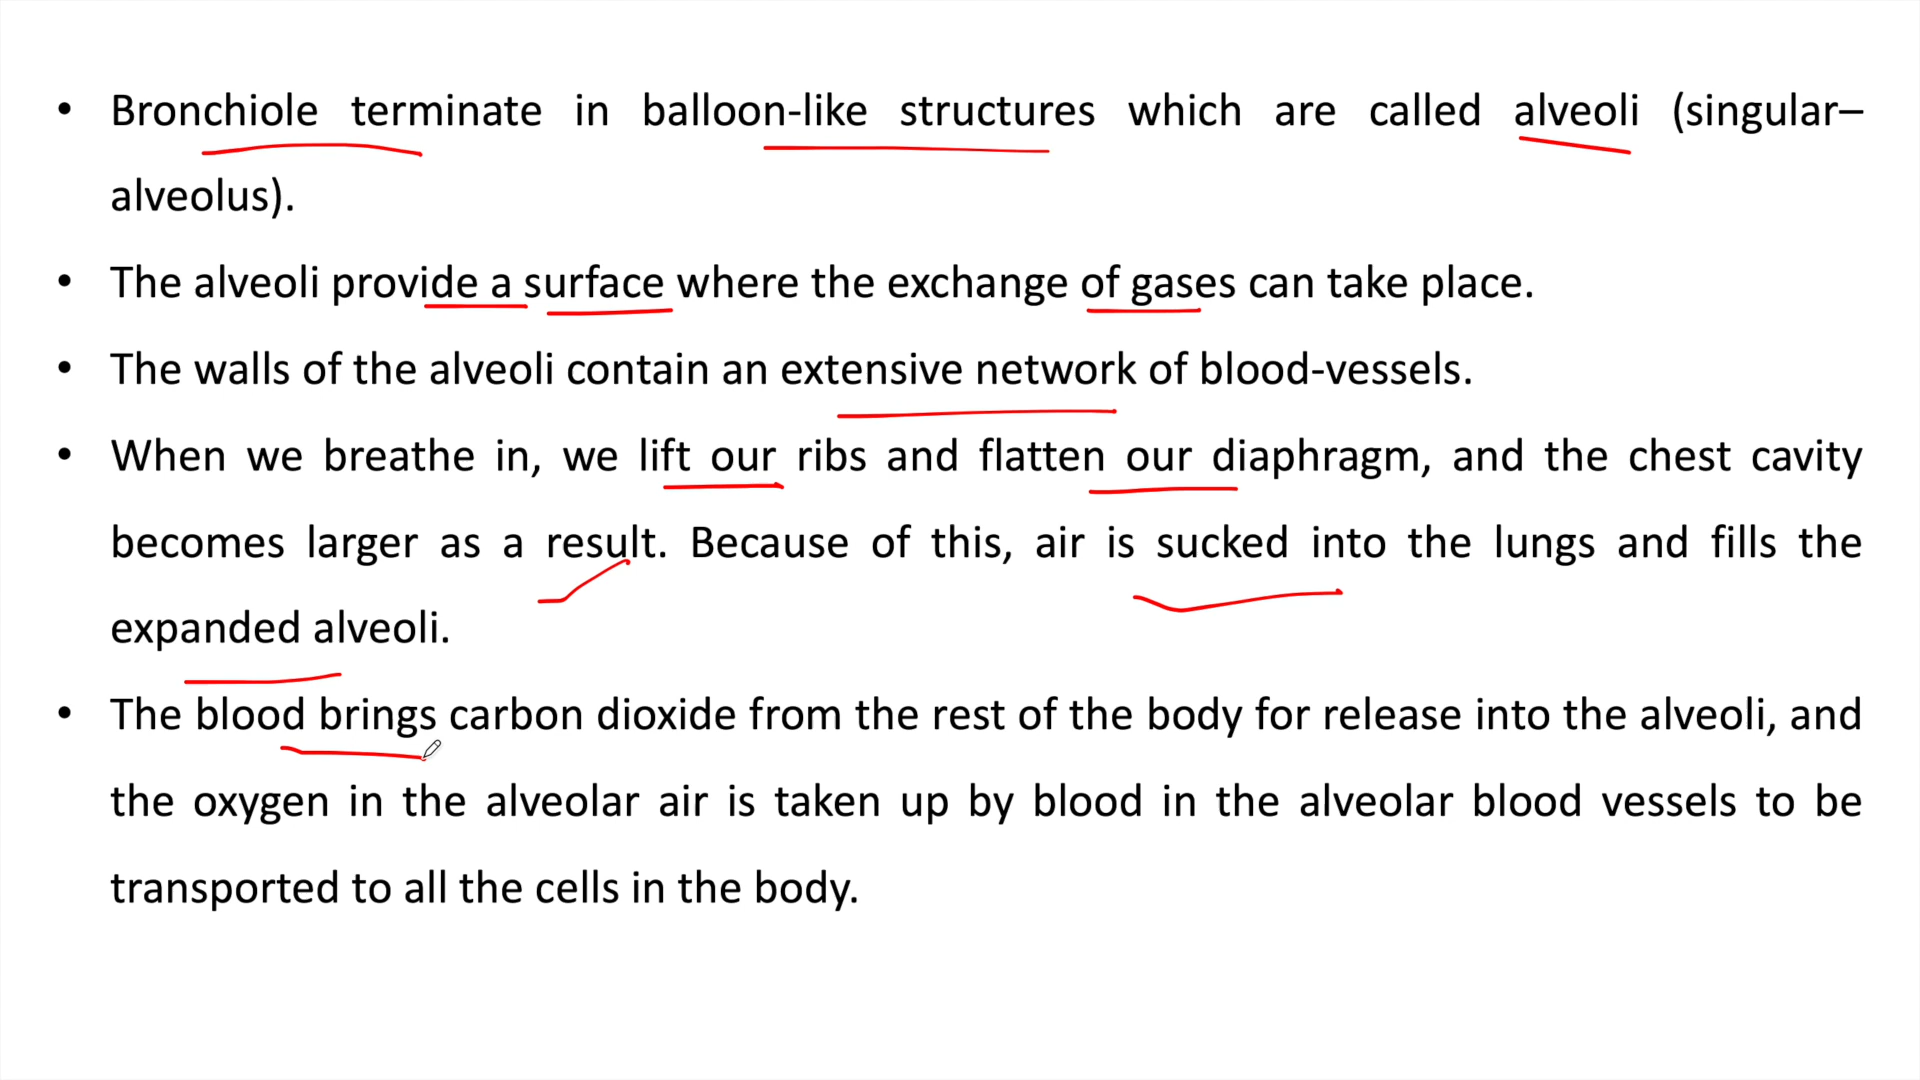 • Bronchiole terminate in balloon-like structures which are called alveoli (singular–
alveolus).
• The alveoli provide a surface where the exchange of gases can take place.
• The walls of the alveoli contain an extensive network of blood-vessels.
• When we breathe in, we lift our ribs and flatten our diaphragm, and the chest cavity
becomes larger as a result. Because of this, air is sucked into the lungs and fills the
expanded alveoli.
• The blood brings carbon dioxide from the rest of the body for release into the alveoli, and
the oxygen in the alveolar air is taken up by blood in the alveolar blood vessels to be
transported to all the cells in the body.